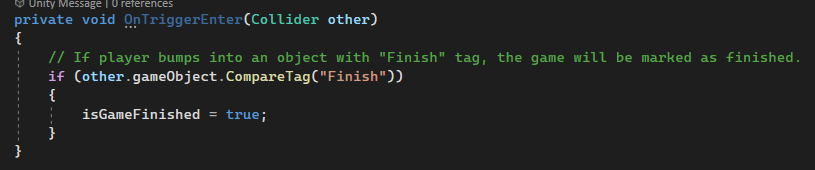 Unity Message | 0 references
private void OnTriggerEnter(Collider other)
{
    // If player bumps into an object with "Finish" tag, the game will be marked as finished.
    if (other.gameObject.CompareTag("Finish"))
    {
        isGameFinished = true;
    }
}